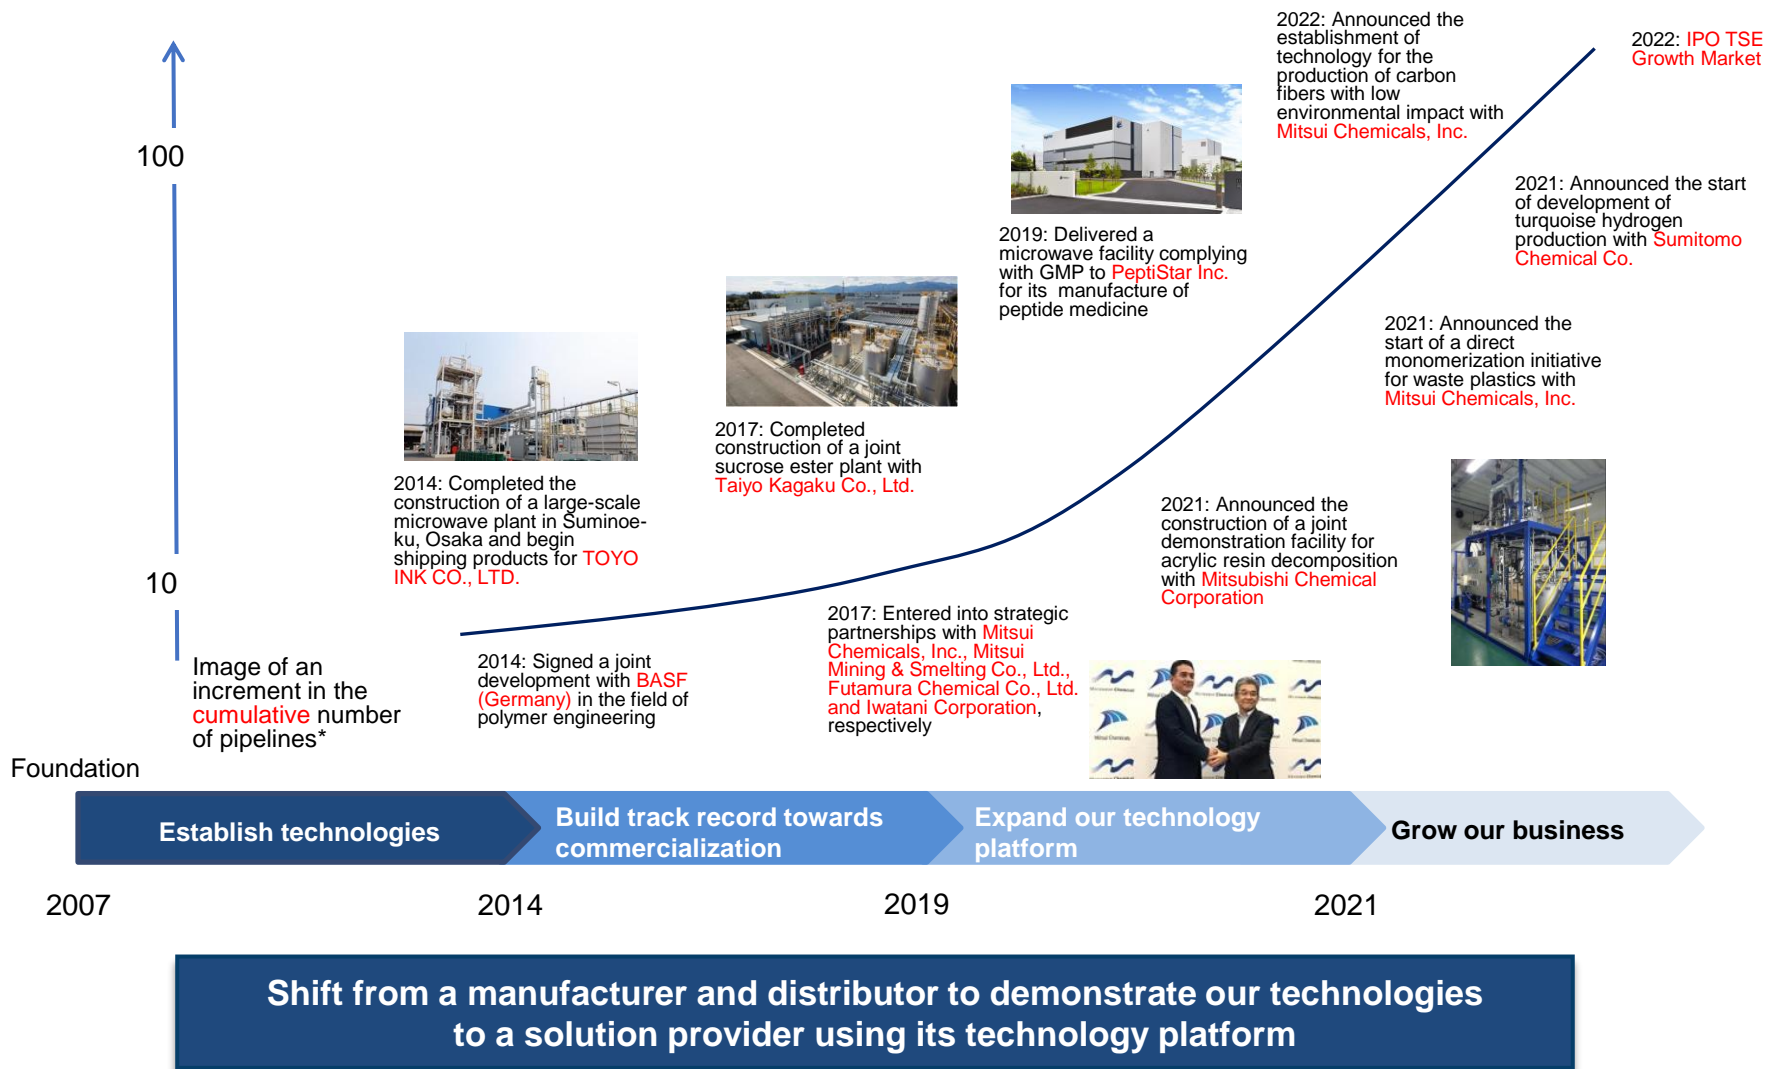 2022: Announced the
establishment of
technology for the
production of carbon
fibers with low
environmental impact with
Mitsui Chemicals, Inc.
2022: IPO TSE
Growth Market
100
2021: Announced the start
of development of
turquoise hydrogen
production with Sumitomo
Chemical Co.
2019: Delivered a
microwave facility complying
with GMP to PeptiStar Inc.
for its manufacture of
peptide medicine
2021: Announced the
start of a direct
monomerization initiative
for waste plastics with
Mitsui Chemicals, Inc.
2017: Completed
construction of a joint
sucrose ester plant with
Taiyo Kagaku Co., Ltd.
2014: Completed the
construction of a large-scale
microwave plant in Suminoe-
ku, Osaka and begin
shipping products for TOYO
INK CO., LTD.
2021: Announced the
construction of a joint
demonstration facility for
acrylic resin decomposition
with Mitsubishi Chemical
Corporation
10
2017: Entered into strategic
partnerships with Mitsui
Chemicals, Inc., Mitsui
Mining & Smelting Co., Ltd.,
Futamura Chemical Co., Ltd.
and Iwatani Corporation,
respectively
Image of an
increment in the
cumulative number
of pipelines*
2014: Signed a joint
development with BASF
(Germany) in the field of
polymer engineering
Mitsui Chemicals
Foundation
Establish technologies
Build track record towards
commercialization
Expand our technology
platform
Grow our business
2007
2014
2019
2021
Shift from a manufacturer and distributor to demonstrate our technologies
to a solution provider using its technology platform